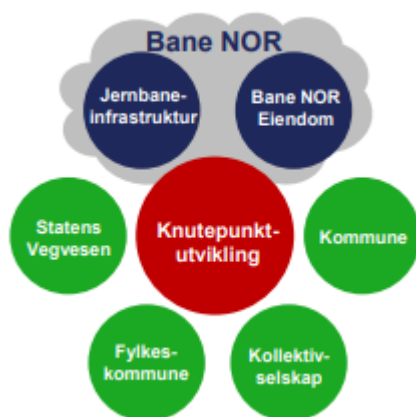 Bane NOR
Jernbane-
infrastruktur
Bane NOR
Eiendom
Statens
Vegvesen
Knutepunkt-
utvikling
Kommune
Fylkes-
kommune
Kollektiv-
selskap